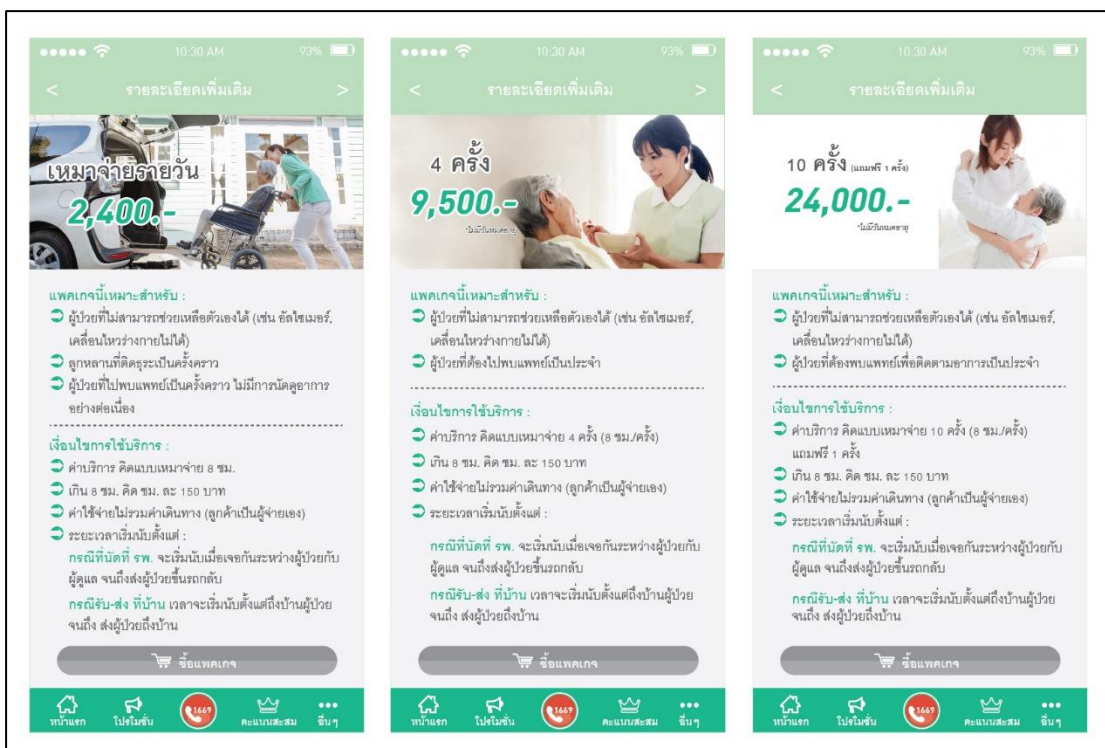 10:30 AM
93%
<
รายละเอียดเพิ่มเติม
>
เหมาจ่ายรายวัน
2,400.-
แพคเกจนี้เหมาะสำหรับ :
ผู้ป่วยที่ไม่สามารถช่วยเหลือตัวเองได้ (เช่น อัลไซเมอร์,
เคลื่อนไหวร่างกายไม่ได้)
ลูกหลานที่ติดธุระเป็นครั้งคราว
ผู้ป่วยที่ไปพบแพทย์เป็นครั้งคราว ไม่มีการนัดดูอาการ
อย่างต่อเนื่อง
เงื่อนไขการใช้บริการ :
ค่าบริการ คิดแบบเหมาจ่าย 8 ชม.
เกิน 8 ชม. คิด ชม. ละ 150 บาท
ค่าใช้จ่ายไม่รวมค่าเดินทาง (ลูกค้าเป็นผู้จ่ายเอง)
ระยะเวลาเริ่มนับตั้งแต่ :
กรณีที่นัดที่ รพ. จะเริ่มนับเมื่อเจอกันระหว่างผู้ป่วยกับ
ผู้ดูแล จนถึงส่งผู้ป่วยขึ้นรถกลับ
กรณีรับ-ส่ง ที่บ้าน เวลาจะเริ่มนับตั้งแต่ถึงบ้านผู้ป่วย
จนถึง ส่งผู้ป่วยถึงบ้าน
ซื้อแพคเกจ
หน้าแรก
โปรโมชั่น
1669
คะแนนสะสม
อื่นๆ
10:30 AM
93%
<
รายละเอียดเพิ่มเติม
>
4 ครั้ง
9,500.-
*ไม่มีวันหมดอายุ
แพคเกจนี้เหมาะสำหรับ :
ผู้ป่วยที่ไม่สามารถช่วยเหลือตัวเองได้ (เช่น อัลไซเมอร์,
เคลื่อนไหวร่างกายไม่ได้)
ผู้ป่วยที่ต้องไปพบแพทย์เป็นประจำ
เงื่อนไขการใช้บริการ :
ค่าบริการ คิดแบบเหมาจ่าย 4 ครั้ง (8 ชม./ครั้ง)
เกิน 8 ชม. คิด ชม. ละ 150 บาท
ค่าใช้จ่ายไม่รวมค่าเดินทาง (ลูกค้าเป็นผู้จ่ายเอง)
ระยะเวลาเริ่มนับตั้งแต่ :
กรณีที่นัดที่ รพ. จะเริ่มนับเมื่อเจอกันระหว่างผู้ป่วยกับ
ผู้ดูแล จนถึงส่งผู้ป่วยขึ้นรถกลับ
กรณีรับ-ส่ง ที่บ้าน เวลาจะเริ่มนับตั้งแต่ถึงบ้านผู้ป่วย
จนถึง ส่งผู้ป่วยถึงบ้าน
ซื้อแพคเกจ
หน้าแรก
โปรโมชั่น
1669
คะแนนสะสม
อื่นๆ
10:30 AM
93%
<
รายละเอียดเพิ่มเติม
10 ครั้ง (แถมฟรี 1 ครั้ง)
24,000.-
*ไม่มีวันหมดอายุ
แพคเกจนี้เหมาะสำหรับ :
ผู้ป่วยที่ไม่สามารถช่วยเหลือตัวเองได้ (เช่น อัลไซเมอร์,
เคลื่อนไหวร่างกายไม่ได้)
ผู้ป่วยที่ต้องพบแพทย์เพื่อติดตามอาการเป็นประจำ
เงื่อนไขการใช้บริการ :
ค่าบริการ คิดแบบเหมาจ่าย 10 ครั้ง (8 ชม./ครั้ง)
แถมฟรี 1 ครั้ง
เกิน 8 ชม. คิด ชม. ละ 150 บาท
ค่าใช้จ่ายไม่รวมค่าเดินทาง (ลูกค้าเป็นผู้จ่ายเอง)
ระยะเวลาเริ่มนับตั้งแต่ :
กรณีที่นัดที่ รพ. จะเริ่มนับเมื่อเจอกันระหว่างผู้ป่วยกับ
ผู้ดูแล จนถึงส่งผู้ป่วยขึ้นรถกลับ
กรณีรับ-ส่ง ที่บ้าน เวลาจะเริ่มนับตั้งแต่ถึงบ้านผู้ป่วย
จนถึง ส่งผู้ป่วยถึงบ้าน
ซื้อแพคเกจ
หน้าแรก
โปรโมชั่น
1669
คะแนนสะสม
อื่นๆ